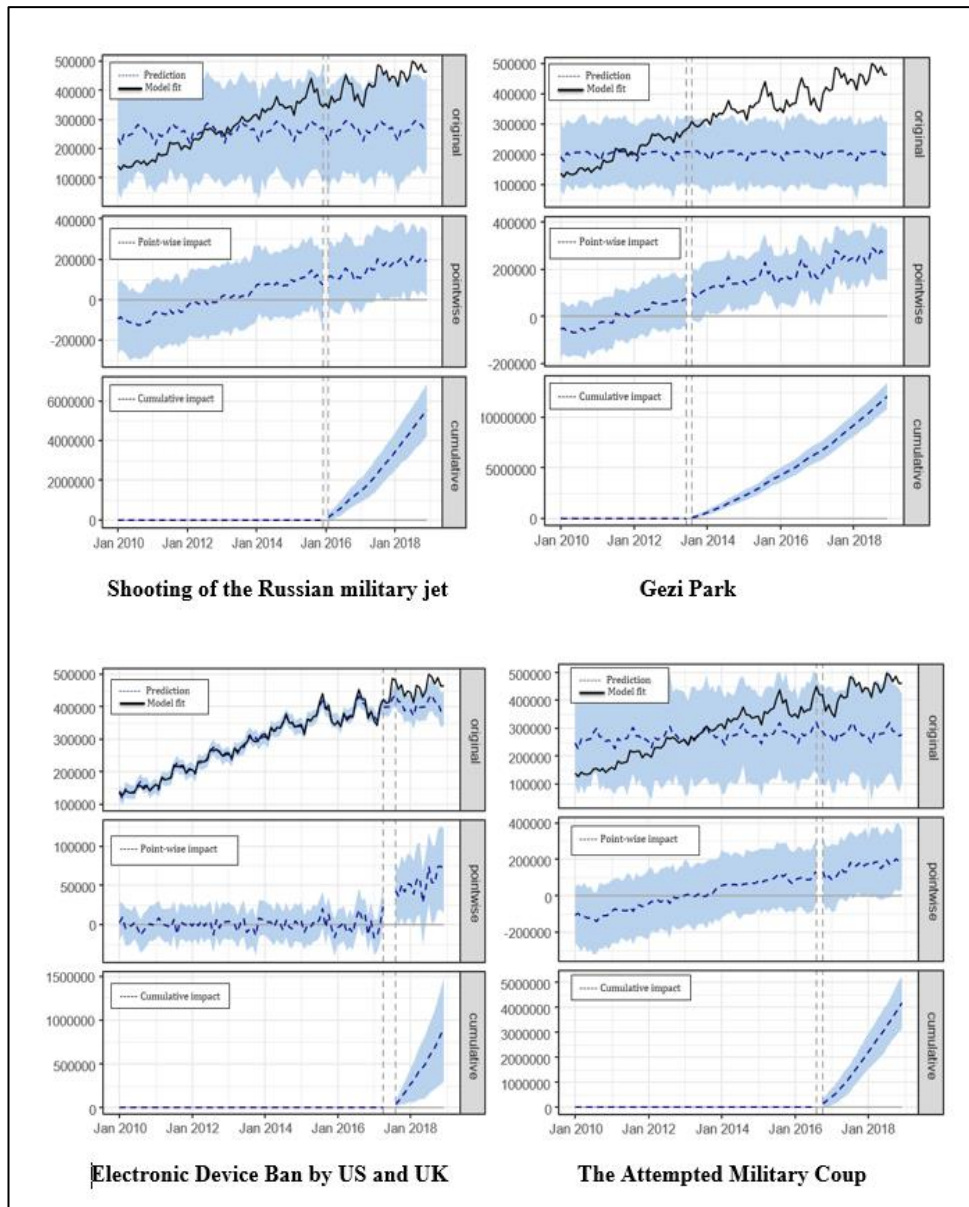 500000
400000
300000
200000
100000
Prediction
Model fit
original
400000
200000
0
-200000
Point-wise impact
pointwise
6000000
4000000
2000000
0
Cumulative impact
cumulative
Jan 2010 Jan 2012 Jan 2014 Jan 2016 Jan 2018
Shooting of the Russian military jet
500000
400000
300000
200000
100000
0
Prediction
Model fit
original
400000
200000
0
-200000
Point-wise impact
pointwise
10000000
5000000
0
Cumulative impact
cumulative
Jan 2010 Jan 2012 Jan 2014 Jan 2016 Jan 2018
Gezi Park
500000
400000
300000
200000
100000
Prediction
Model fit
original
100000
50000
0
Point-wise impact
pointwise
1500000
1000000
500000
0
Cumulative impact
cumulative
Jan 2010 Jan 2012 Jan 2014 Jan 2016 Jan 2018
Electronic Device Ban by US and UK
500000
400000
300000
200000
100000
Prediction
Model fit
original
400000
200000
0
-200000
Point-wise impact
pointwise
5000000
4000000
3000000
2000000
1000000
0
Cumulative impact
cumulative
Jan 2010 Jan 2012 Jan 2014 Jan 2016 Jan 2018
The Attempted Military Coup